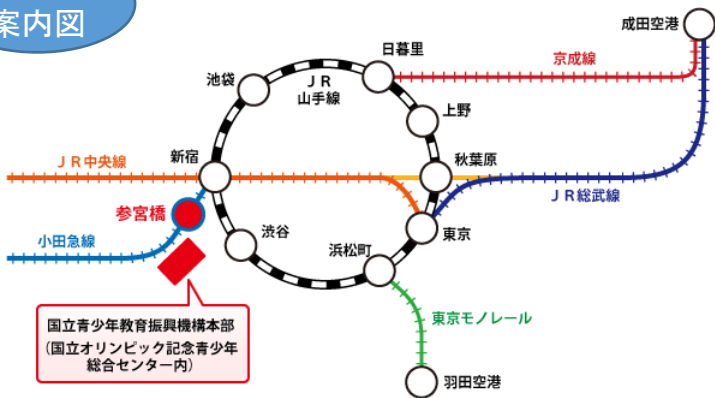 案内図
成田空港
日暮里
京成線
池袋
ＪＲ
山手線
上野
ＪＲ中央線
新宿
秋葉原
ＪＲ総武線
参宮橋
小田急線
渋谷
東京
浜松町
国立青少年教育振興機構本部
（国立オリンピック記念青少年
総合センター内）
東京モノレール
羽田空港